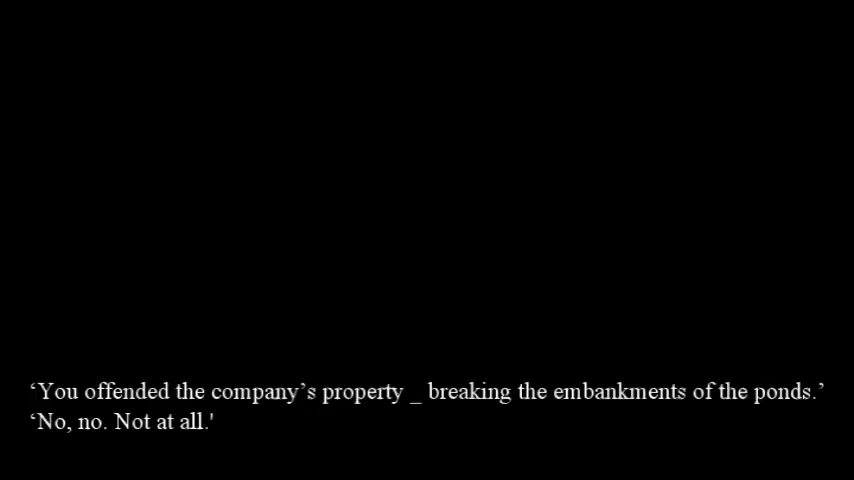 ‘You offended the company’s property _ breaking the embankments of the ponds.’
‘No, no. Not at all.'